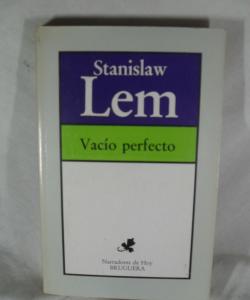 Stanislaw
Lem
Vacío perfecto
Narradores de Hoy
BRUGUERA